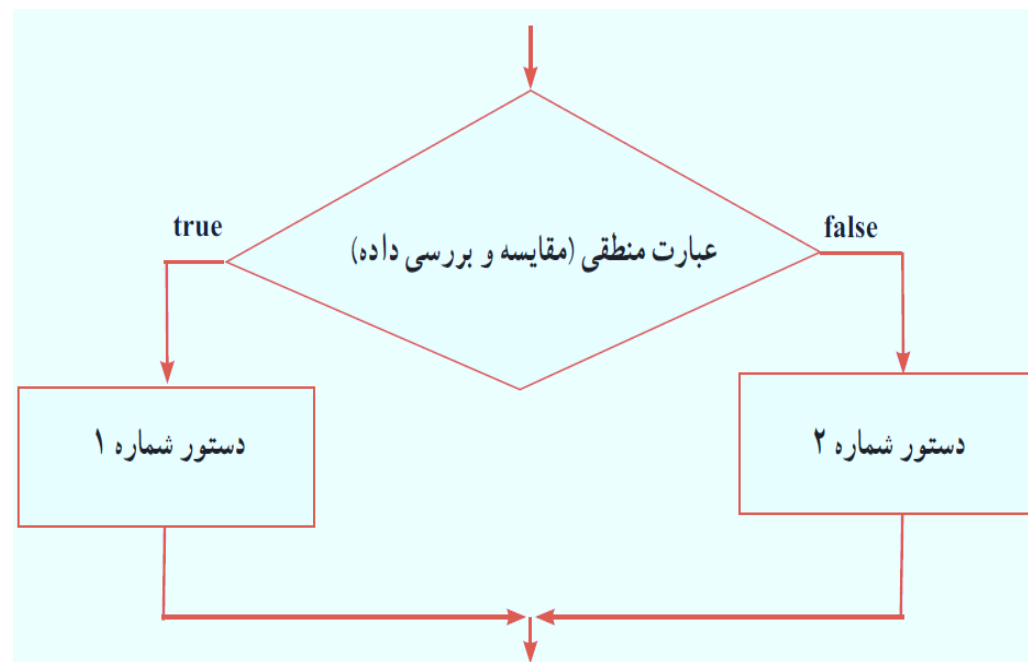 true
false
عبارت منطقی (مقایسه و بررسی داده)
دستور شماره ۱
دستور شماره ۲